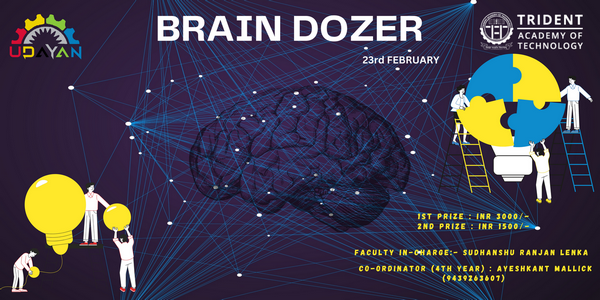 UDAYAN
BRAIN DOZER
23rd FEBRUARY
TRIDENT
ACADEMY OF
TECHNOLOGY
1ST PRIZE : INR 3000/-
2ND PRIZE : INR 1500/-
FACULTY IN-CHARGE:- SUDHANSHU RANJAN LENKA
CO-ORDINATOR (4TH YEAR) : AYESHKANT MALLICK
(9439263607)